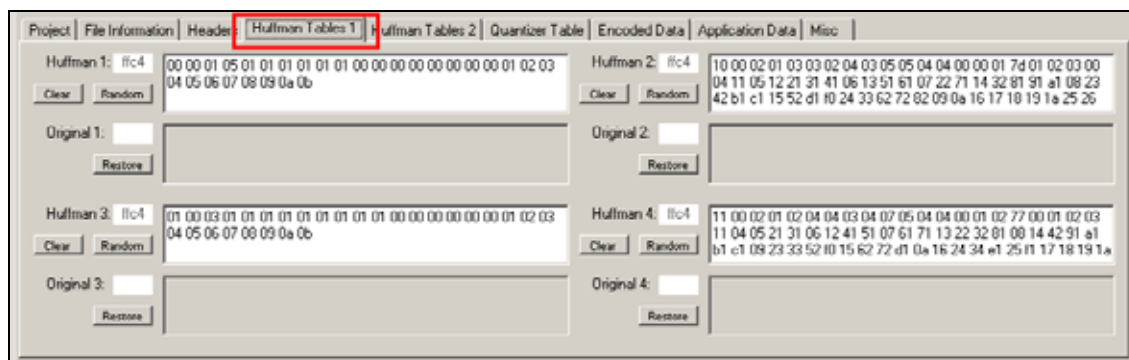 Project File Information Headers Huffman Tables 1 Huffman Tables 2 Quantizer Table Encoded Data Application Data Misc
Huffman 1: ffc4
00 00 01 05 01 01 01 01 01 01 00 00 00 00 00 00 00 00 01 02 03
04 05 06 07 08 09 0a 0b
Clear Random
Huffman 2: ffc4
10 00 02 01 03 03 02 04 03 05 05 04 04 00 00 01 7d 01 02 03 00
04 11 05 12 21 31 41 06 13 51 61 07 22 71 14 32 81 91 a1 08 23
42 b1 c1 15 52 d1 f0 24 33 62 72 82 09 0a 16 17 18 19 1a 25 26
Clear Random
Original 1:
Restore
Original 2:
Restore
Huffman 3: ffc4
01 00 03 01 01 01 01 01 01 01 01 01 00 00 00 00 00 00 01 02 03
04 05 06 07 08 09 0a 0b
Clear Random
Huffman 4: ffc4
11 00 02 01 02 04 04 03 04 07 05 04 04 00 01 02 77 00 01 02 03
11 04 05 21 31 06 12 41 51 07 61 71 13 22 32 81 08 14 42 91 a1
b1 c1 09 23 33 52 f0 15 62 72 d1 0a 16 24 34 e1 25 f1 17 18 19 1a
Clear Random
Original 3:
Restore
Original 4:
Restore